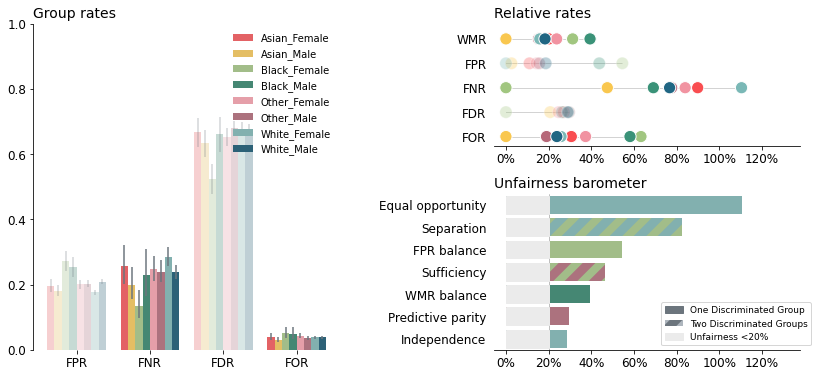 Group rates
1.0
0.8
0.6
0.4
0.2
0.0
FPR
FNR
FDR
FOR
Asian_Female
Asian_Male
Black_Female
Black_Male
Other_Female
Other_Male
White_Female
White_Male
Relative rates
WMR
FPR
FNR
FDR
FOR
0% 20% 40% 60% 80% 100% 120%
Unfairness barometer
Equal opportunity
Separation
FPR balance
Sufficiency
WMR balance
Predictive parity
Independence
One Discriminated Group
Two Discriminated Groups
Unfairness <20%
0% 20% 40% 60% 80% 100% 120%